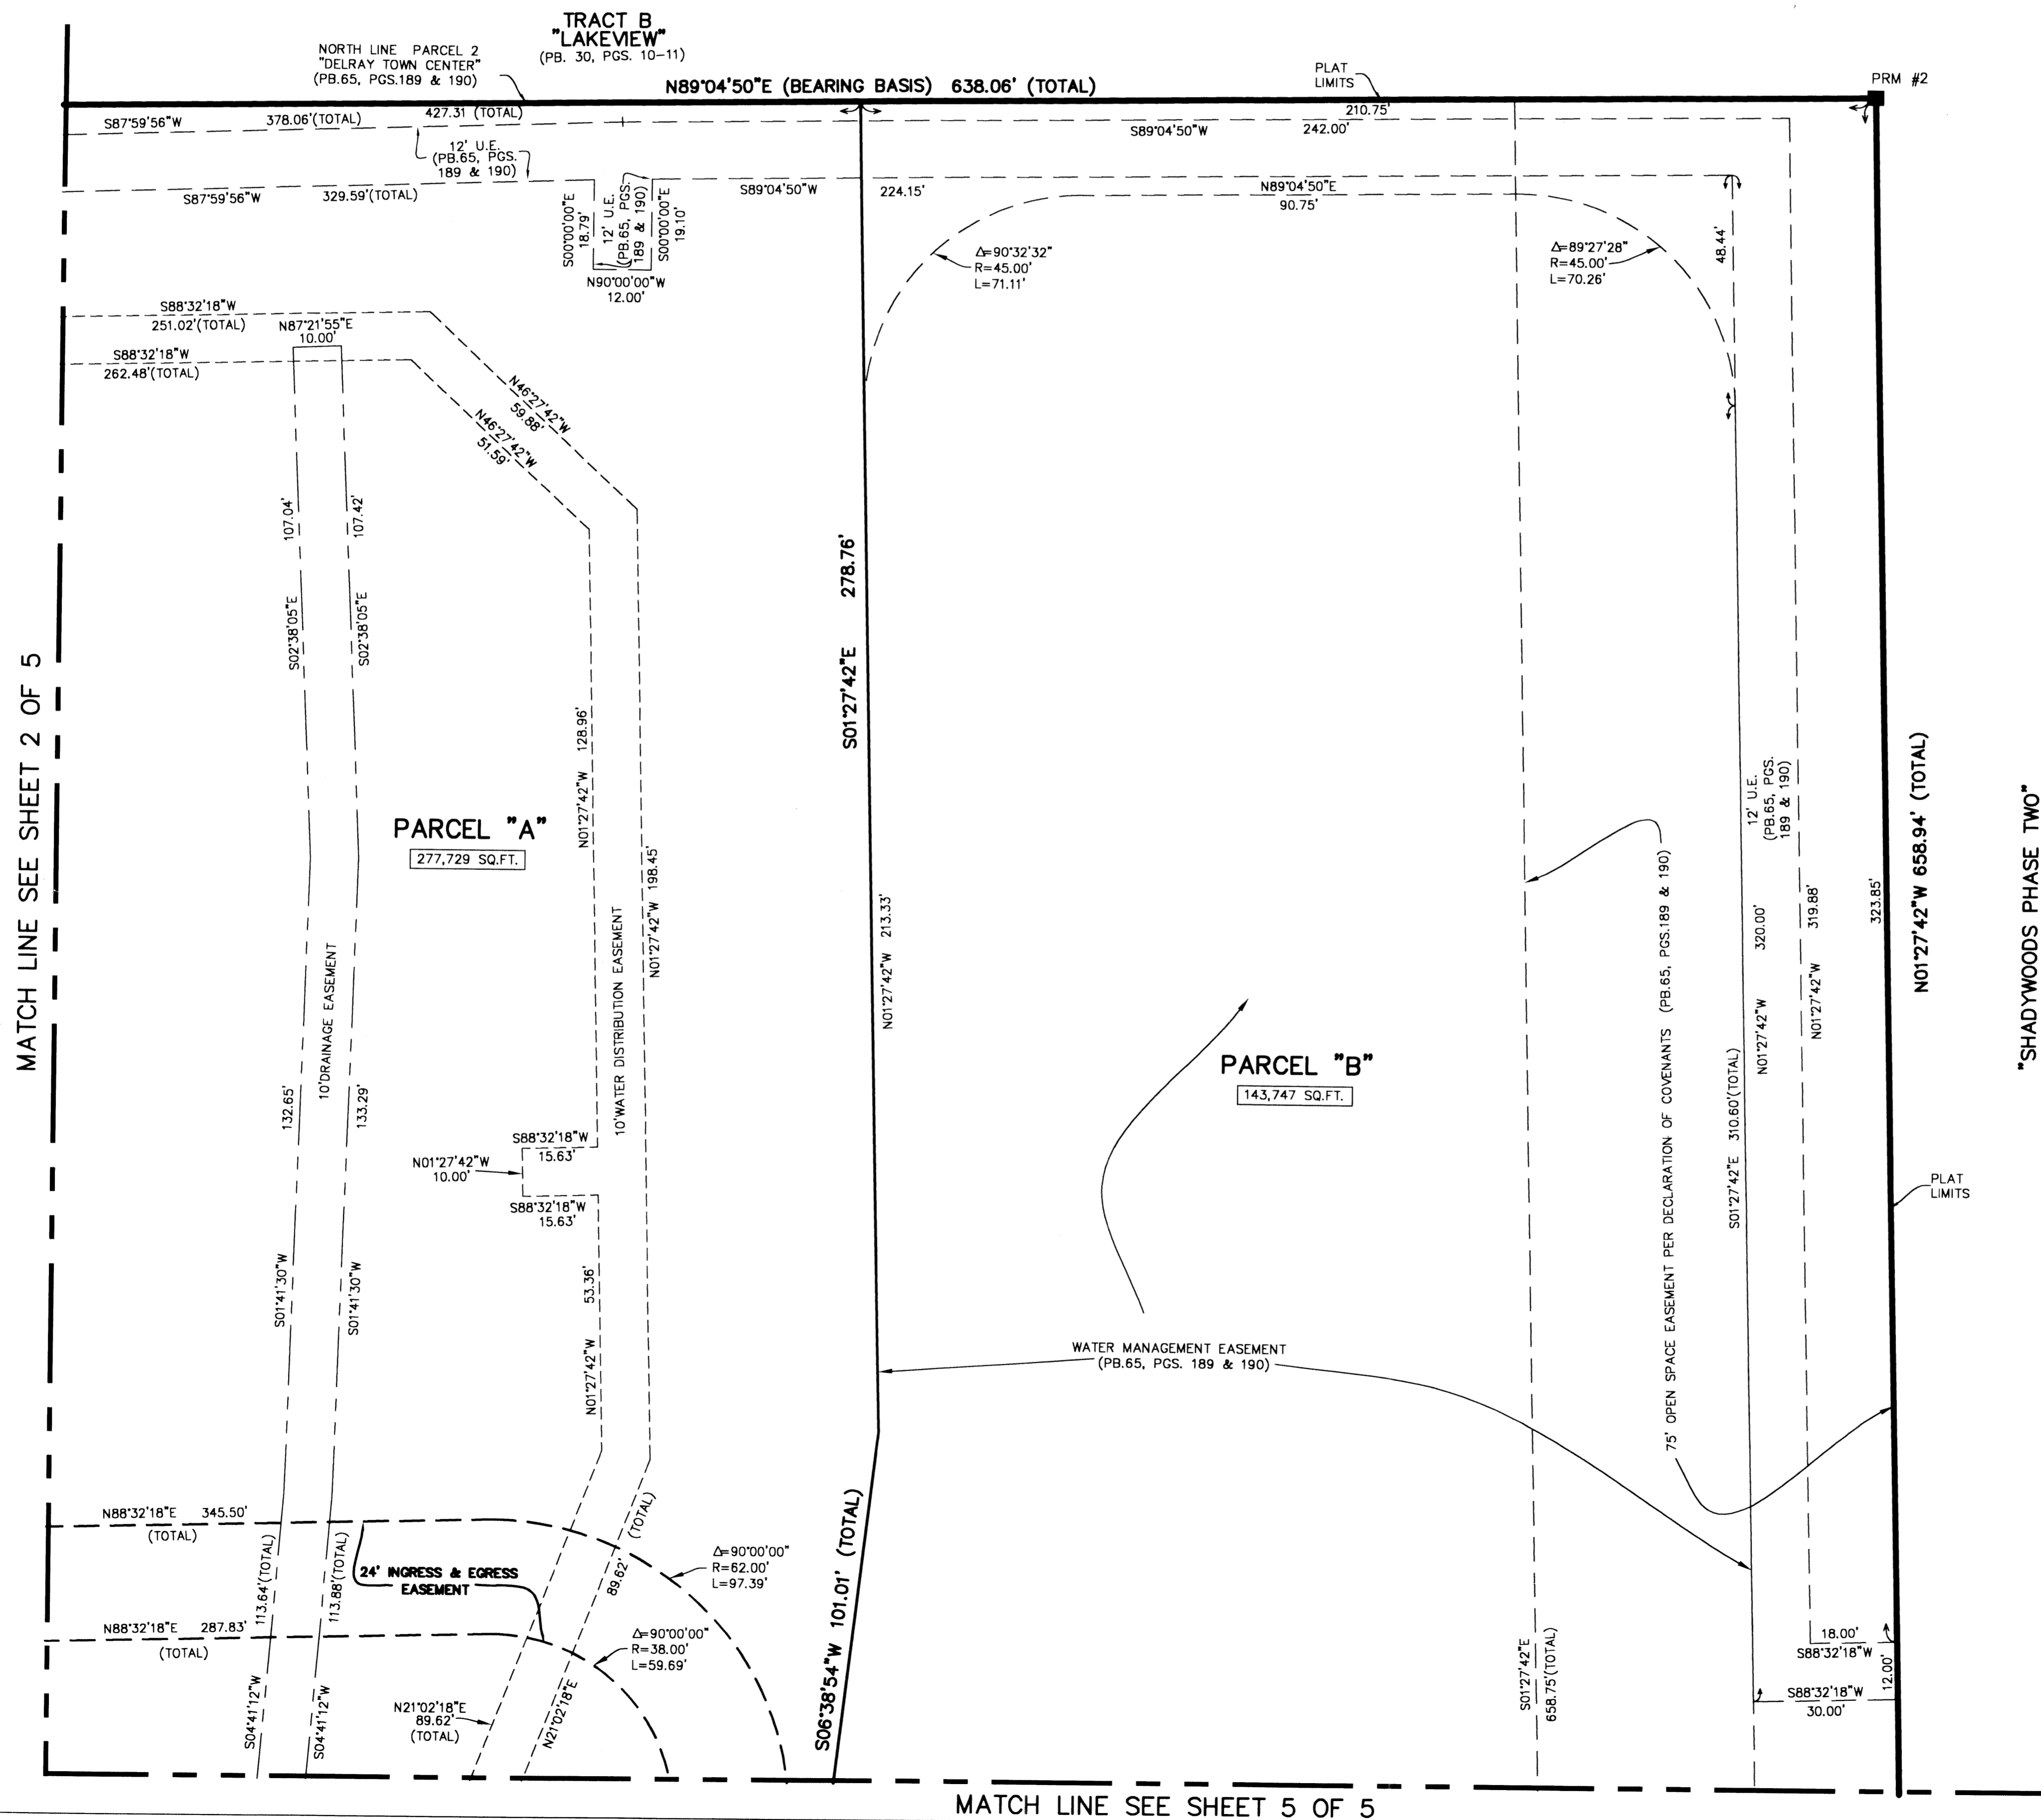 TRACT B
"LAKEVIEW"
(PB. 30, PGS. 10-11)
NORTH LINE PARCEL 2
"DELRAY TOWN CENTER"
(PB.65, PGS.189 & 190)
N89°04'50"E (BEARING BASIS) 638.06' (TOTAL)
PLAT
LIMITS
PRM #2
S87°59'56"W
378.06'(TOTAL)
427.31 (TOTAL)
210.75'
S89°04'50"W
242.00'
12' U.E.
(PB.65, PGS.
189 & 190)
S87°59'56"W
329.59'(TOTAL)
S00°00'00"E
18.79'
12' U.E.
(PB.65, PGS.
189 & 190)
S00°00'00"E
19.10'
N90°00'00"W
12.00'
S89°04'50"W
224.15'
N89°04'50"E
90.75'
Δ=90°32'32"
R=45.00'
L=71.11'
Δ=89°27'28"
R=45.00'
L=70.26'
48.44'
S88°32'18"W
251.02'(TOTAL)
N87°21'55"E
10.00'
S88°32'18"W
262.48'(TOTAL)
N46°27'42"W
59.88'
N46°27'42"W
51.59'
107.04'
107.42'
S02°38'05"E
S02°38'05"E
S01°27'42"E 278.76'
MATCH LINE SEE SHEET 2 OF 5
N01°27'42"W 128.96'
PARCEL "A"
277,729 SQ.FT.
N01°27'42"W 198.45'
N01°27'42"W 213.33'
10'DRAINAGE EASEMENT
10'WATER DISTRIBUTION EASEMENT
132.65'
133.29'
S88°32'18"W
15.63'
N01°27'42"W
10.00'
S88°32'18"W
15.63'
S01°41'30"W
S01°41'30"W
53.36'
N01°27'42"W
PARCEL "B"
143,747 SQ.FT.
WATER MANAGEMENT EASEMENT
(PB.65, PGS. 189 & 190)
75' OPEN SPACE EASEMENT PER DECLARATION OF COVENANTS (PB.65, PGS.189 & 190)
S01°27'42"E 310.60'(TOTAL)
N01°27'42"W 320.00'
12' U.E.
(PB.65, PGS.
189 & 190)
N01°27'42"W 319.88'
323.85'
N01°27'42"W 658.94' (TOTAL)
"SHADYWOODS PHASE TWO"
PLAT
LIMITS
N88°32'18"E 345.50'
(TOTAL)
113.64'(TOTAL)
113.88'(TOTAL)
24' INGRESS & EGRESS
EASEMENT
89.62' (TOTAL)
Δ=90°00'00"
R=62.00'
L=97.39'
N88°32'18"E 287.83'
(TOTAL)
Δ=90°00'00"
R=38.00'
L=59.69'
S04°41'12"W
S04°41'12"W
N21°02'18"E
89.62'
(TOTAL)
N21°02'18"E
S06°38'54"W 101.01' (TOTAL)
S01°27'42"E
658.75'(TOTAL)
18.00'
S88°32'18"W
12.00'
S88°32'18"W
30.00'
MATCH LINE SEE SHEET 5 OF 5